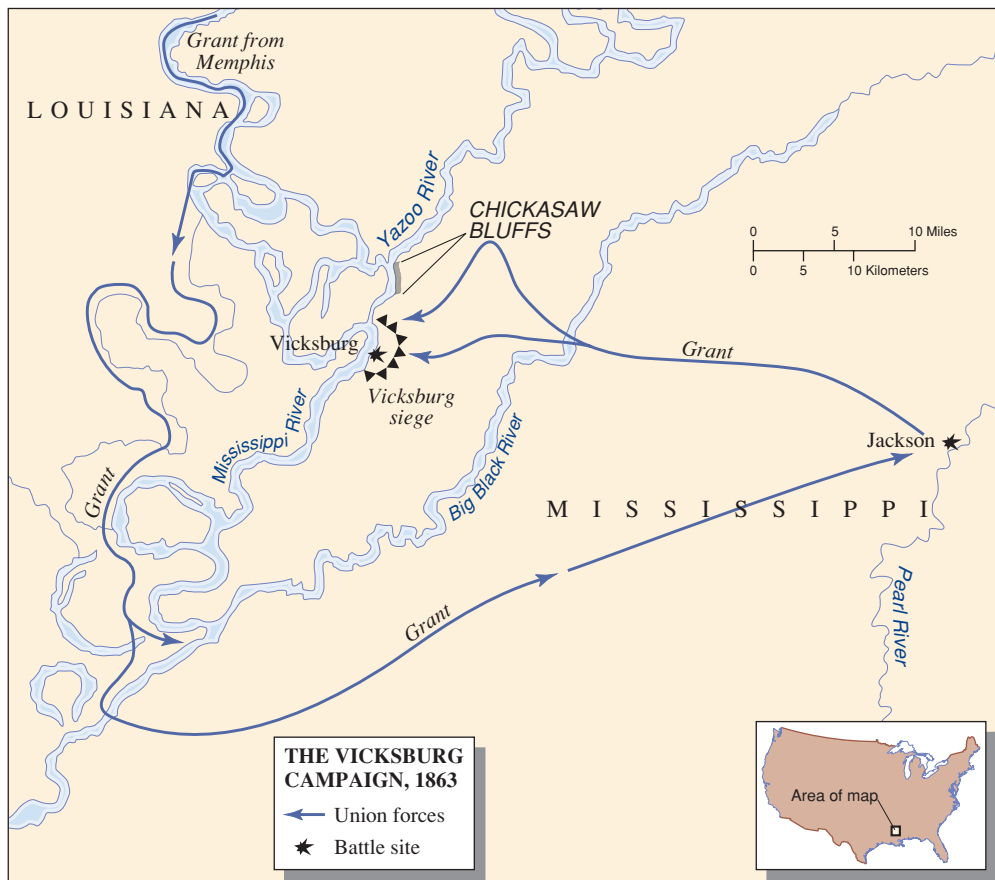 Grant from
Memphis
LOUISIANA
Yazoo River
CHICKASAW
BLUFFS
0 5 10 Miles
0 5 10 Kilometers
Vicksburg
Grant
Vicksburg
siege
Mississippi River
Big Black River
Jackson
Grant
MISSISSIPPI
Pearl River
Grant
THE VICKSBURG
CAMPAIGN, 1863
Union forces
Battle site
Area of map